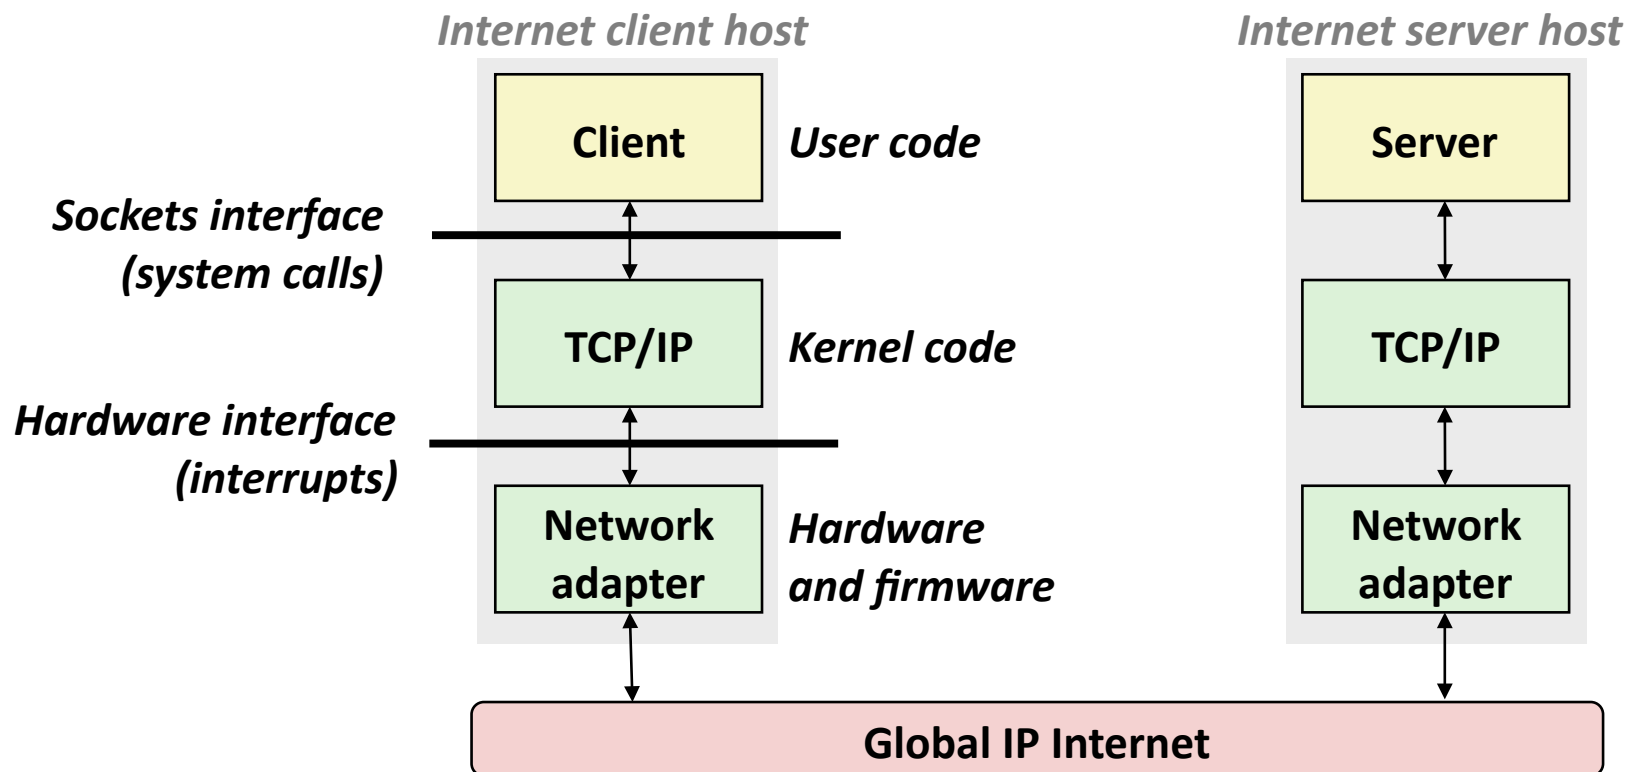 Internet client host
Internet server host
Client
User code
Server
Sockets interface
(system calls)
TCP/IP
Kernel code
TCP/IP
Hardware interface
(interrupts)
Network
adapter
Hardware
and firmware
Network
adapter
Global IP Internet